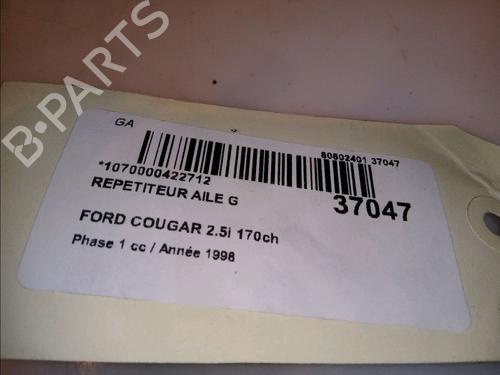 B-PARTS
GA
80802401 37047
*1070000422712
REPETITEUR AILE G
37047
FORD COUGAR 2.5i 170ch
Phase 1 cc / Année 1998